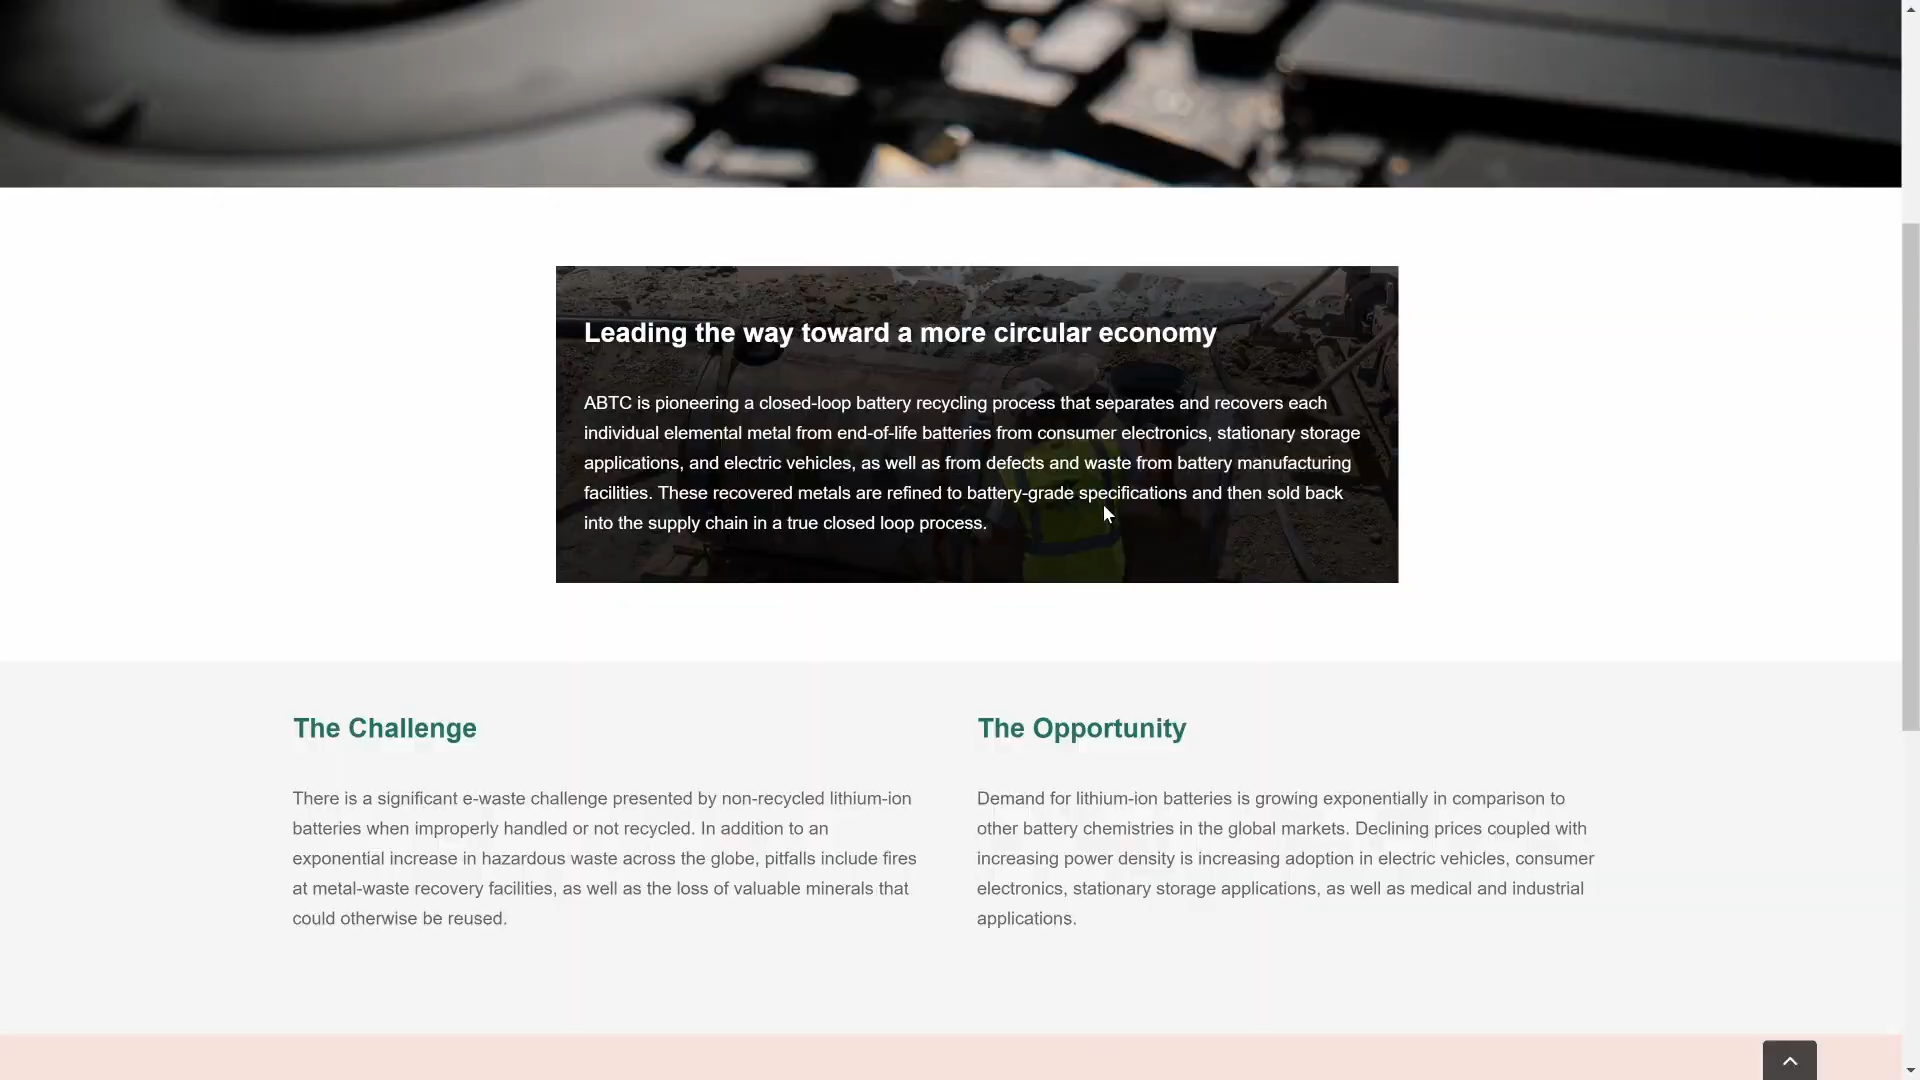 Leading the way toward a more circular economy
ABTC is pioneering a closed-loop battery recycling process that separates and recovers each
individual elemental metal from end-of-life batteries from consumer electronics, stationary storage
applications, and electric vehicles, as well as from defects and waste from battery manufacturing
facilities. These recovered metals are refined to battery-grade specifications and then sold back
into the supply chain in a true closed loop process.
The Challenge
There is a significant e-waste challenge presented by non-recycled lithium-ion
batteries when improperly handled or not recycled. In addition to an
exponential increase in hazardous waste across the globe, pitfalls include fires
at metal-waste recovery facilities, as well as the loss of valuable minerals that
could otherwise be reused.
The Opportunity
Demand for lithium-ion batteries is growing exponentially in comparison to
other battery chemistries in the global markets. Declining prices coupled with
increasing power density is increasing adoption in electric vehicles, consumer
electronics, stationary storage applications, as well as medical and industrial
applications.